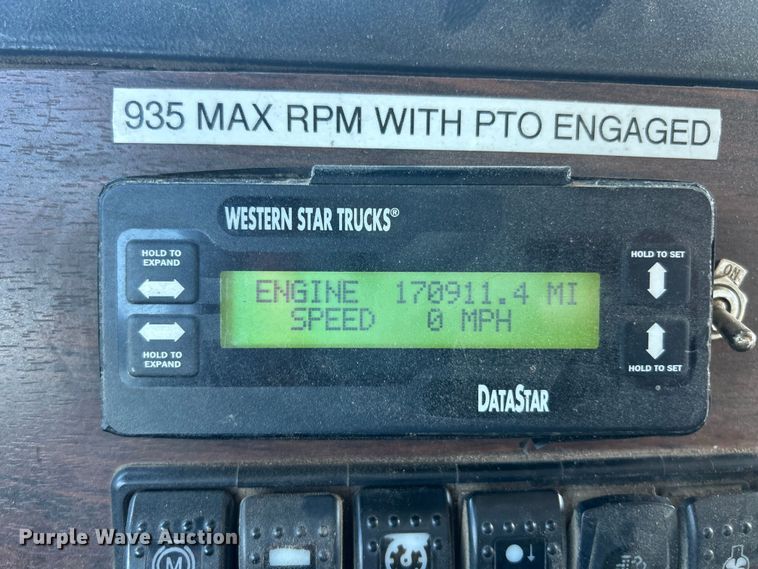 935 MAX RPM WITH PTO ENGAGED
WESTERN STAR TRUCKS®
HOLD TO
EXPAND
HOLD TO SET
ENGINE 170911.4 MI
SPEED 0 MPH
HOLD TO
EXPAND
HOLD TO SET
DATASTAR
ON
M
Purple Wave Auction